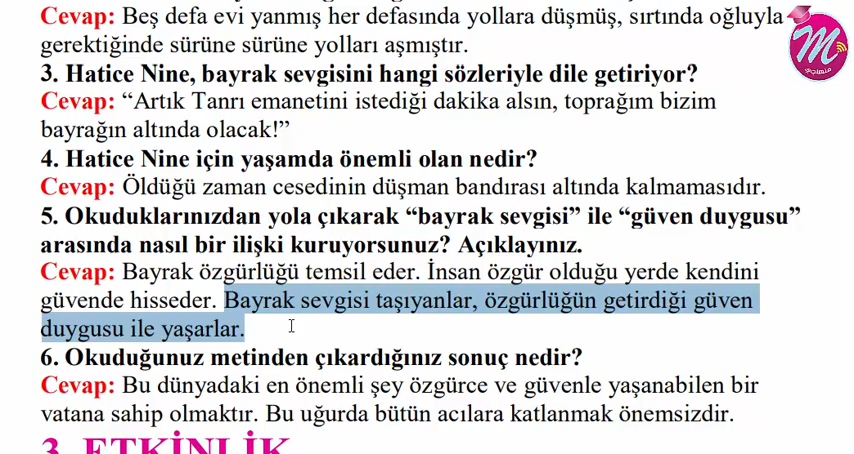 Cevap: Beş defa evi yanmış her defasında yollara düşmüş, sırtında oğluyla
gerektiğinde sürüne sürüne yolları aşmıştır.
3. Hatice Nine, bayrak sevgisini hangi sözleriyle dile getiriyor?
Cevap: “Artık Tanrı emanetini istediği dakika alsın, toprağım bizim
bayrağın altında olacak!”
4. Hatice Nine için yaşamda önemli olan nedir?
Cevap: Öldüğü zaman cesedinin düşman bandırası altında kalmamasıdır.
5. Okuduklarınızdan yola çıkarak “bayrak sevgisi” ile “güven duygusu”
arasında nasıl bir ilişki kuruyorsunuz? Açıklayınız.
Cevap: Bayrak özgürlüğü temsil eder. İnsan özgür olduğu yerde kendini
güvende hisseder. Bayrak sevgisi taşıyanlar, özgürlüğün getirdiği güven
duygusu ile yaşarlar.
6. Okuduğunuz metinden çıkardığınız sonuç nedir?
Cevap: Bu dünyadaki en önemli şey özgürce ve güvenle yaşanabilen bir
vatana sahip olmaktır. Bu uğurda bütün acılara katlanmak önemsizdir.
3. ETKİNLİK